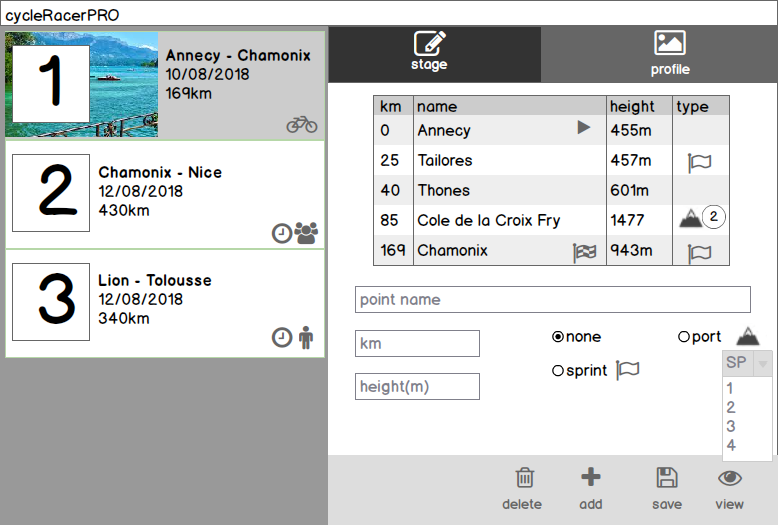 cycleRacerPRO
1
Annecy - Chamonix
10/08/2018
169km
2
Chamonix - Nice
12/08/2018
430km
3
Lion - Tolousse
12/08/2018
340km
stage
profile
km name height type
0 Annecy 455m
25 Tailores 457m
40 Thones 601m
85 Cole de la Croix Fry 1477 2
169 Chamonix 943m
point name
km
height(m)
none
port
sprint
SP
1
2
3
4
delete
add
save
view